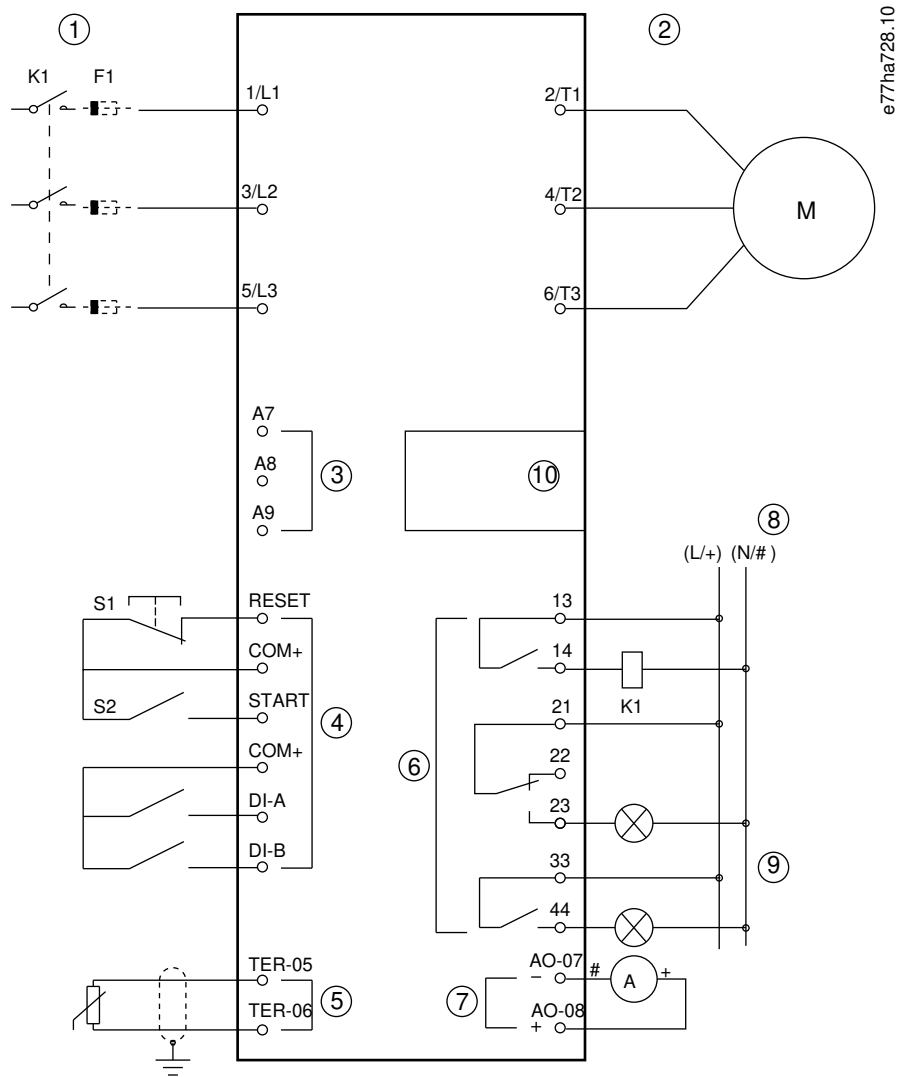 1
2
e77ha728.10
K1
F1
1/L1
2/T1
3/L2
4/T2
M
5/L3
6/T3
A7
A8
A9
3
10
8
(L/+) (N/# )
S1
RESET
13
COM+
14
K1
S2
START
4
21
COM+
22
6
DI-A
23
DI-B
33
9
44
TER-05
AO-07
− # A +
5
7
TER-06
AO-08
+